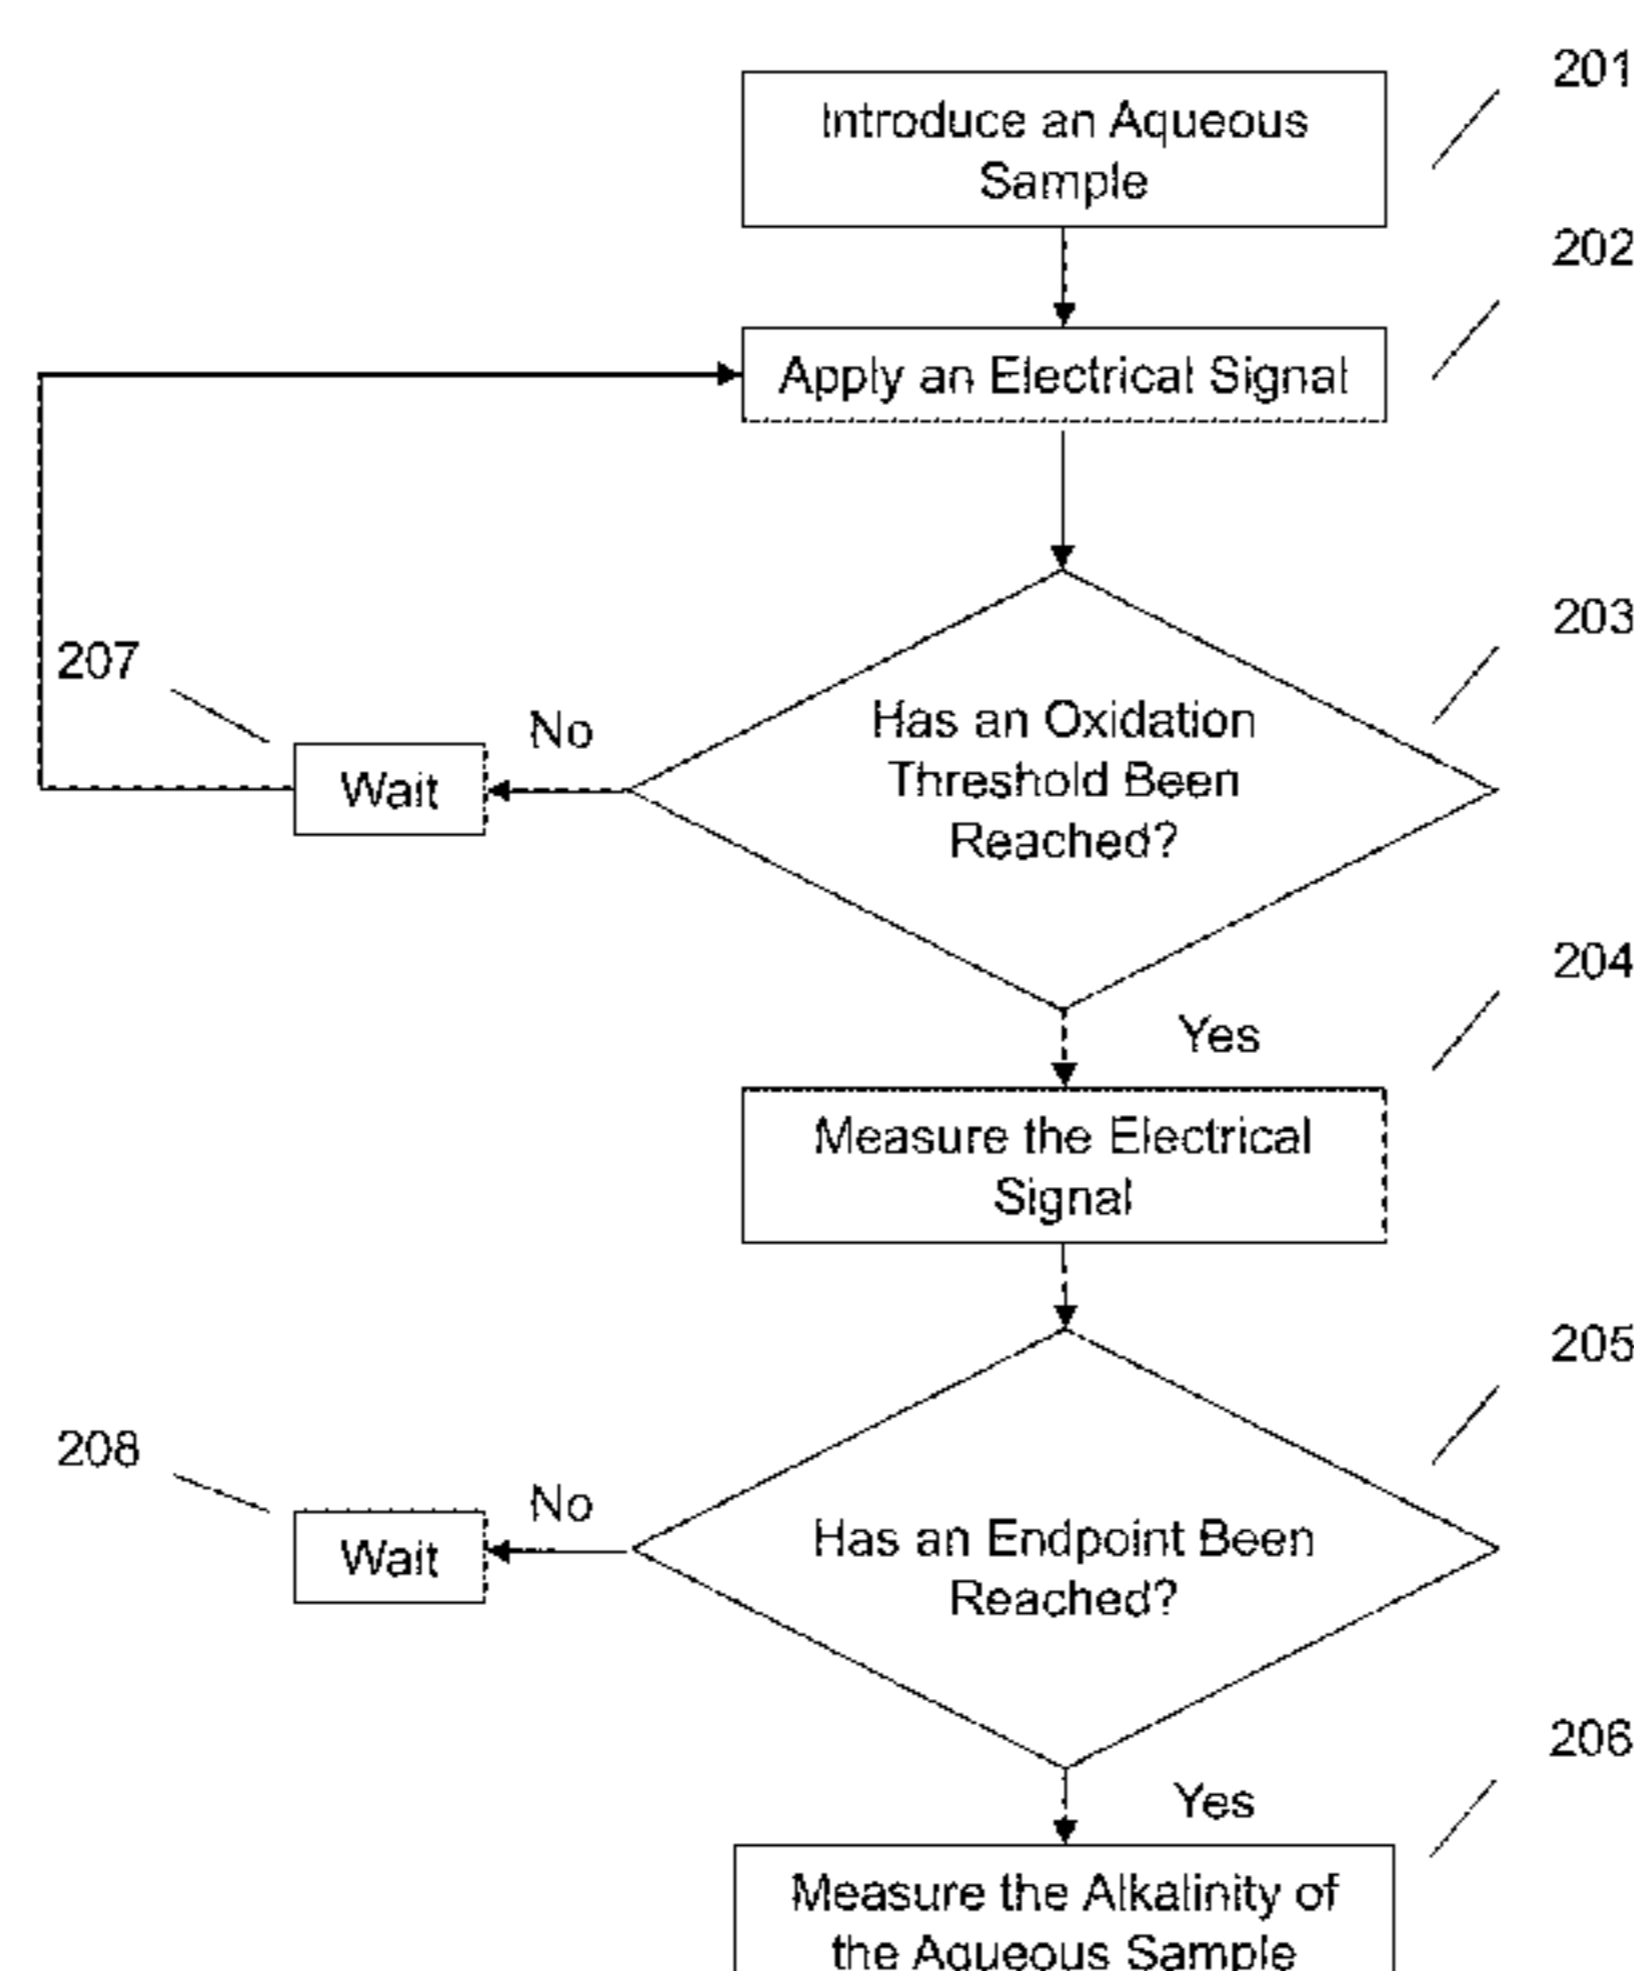 201
Introduce an Aqueous
Sample
202
Apply an Electrical Signal
203
207
No
Has an Oxidation
Threshold Been
Reached?
Wait
204
Yes
Measure the Electrical
Signal
205
208
No
Has an Endpoint Been
Reached?
Wait
206
Yes
Measure the Alkalinity of
the Aqueous Sample